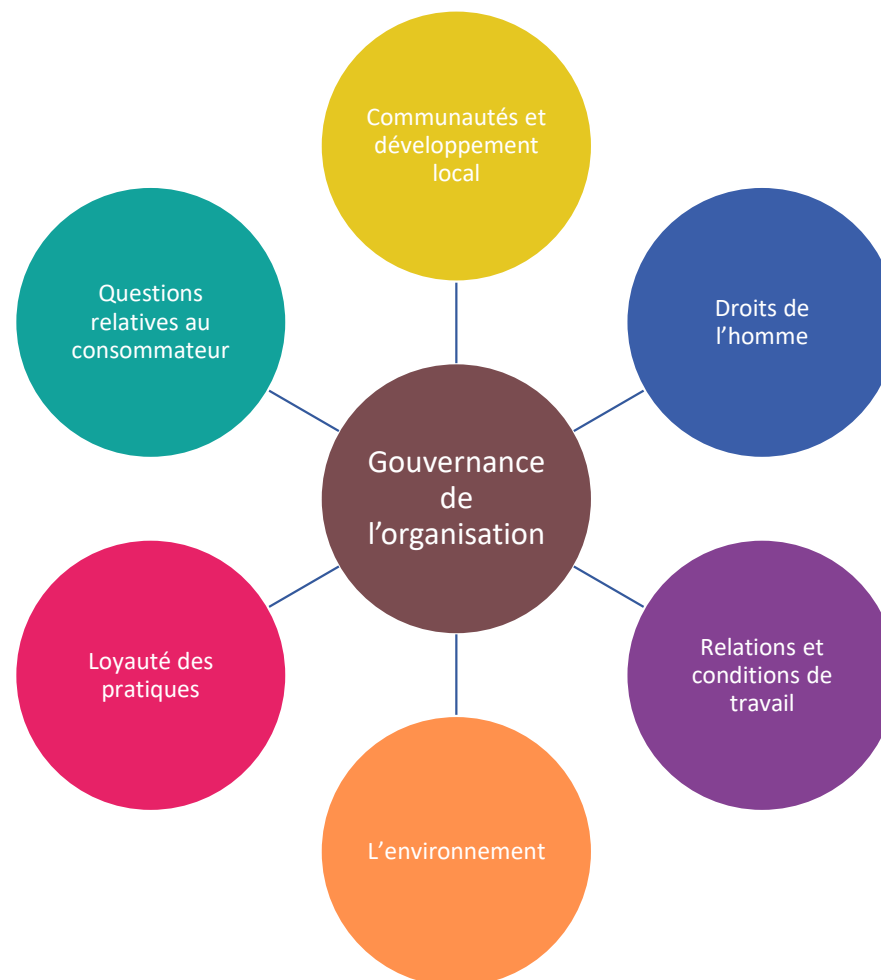 Communautés et
développement
local
Questions
relatives au
consommateur
Droits de
l’homme
Gouvernance
de
l’organisation
Loyauté des
pratiques
Relations et
conditions de
travail
L’environnement